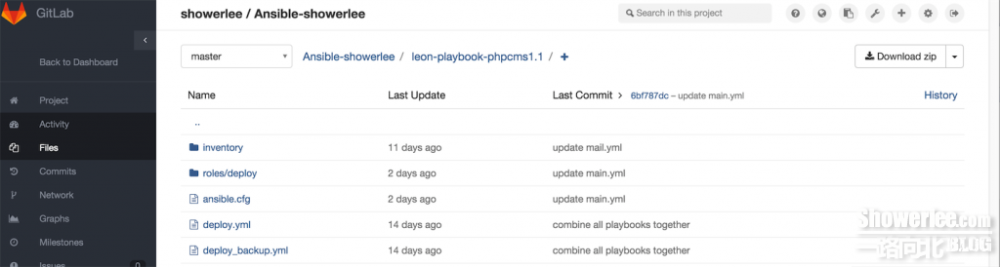 GitLab
showerlee / Ansible-showerlee
Search in this project
Back to Dashboard
master
Ansible-showerlee / leon-playbook-phpcms1.1 / +
Download zip
Project
Activity
Files
Commits
Network
Graphs
Milestones
Issues 0
Name Last Update Last Commit > 6bf787dc – update main.yml History
..
inventory 11 days ago update mail.yml
roles/deploy 2 days ago update main.yml
ansible.cfg 2 days ago update main.yml
deploy.yml 14 days ago combine all playbooks together
deploy_backup.yml 14 days ago combine all playbooks together
Showerlee.com
一路向北BLOG